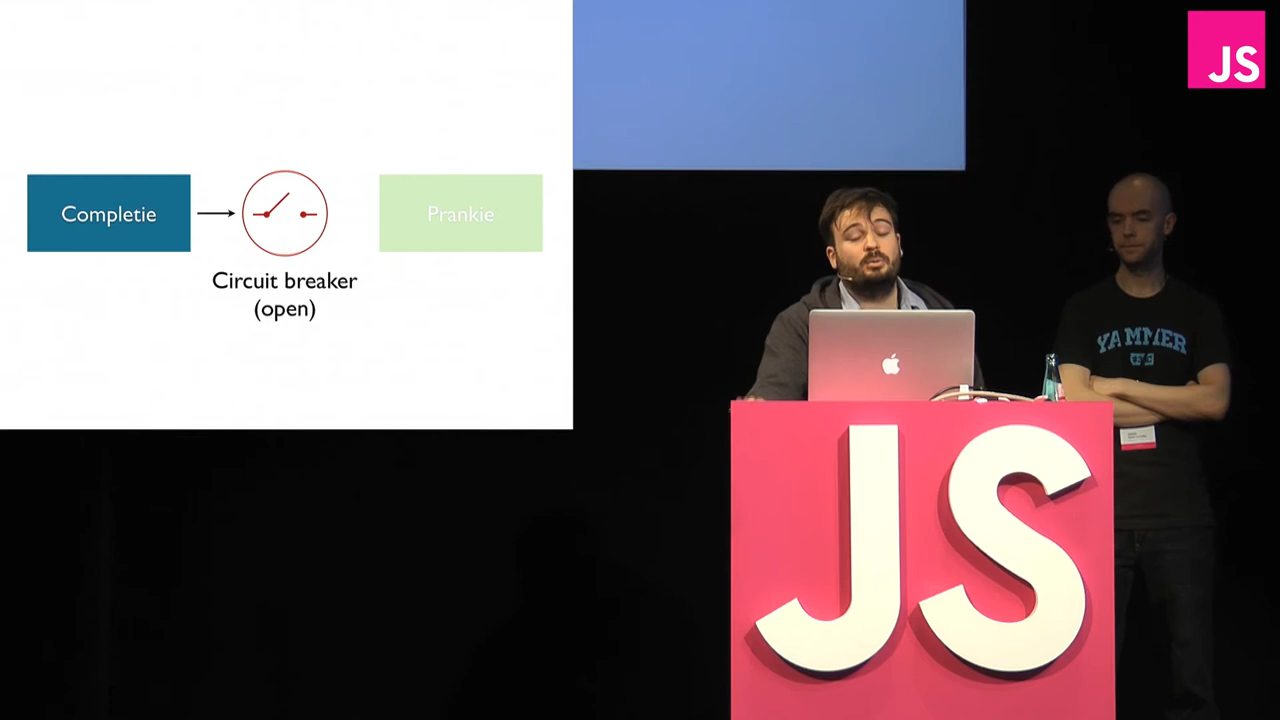 Completie
Prankie
Circuit breaker
(open)
JS
YAMMER
JS